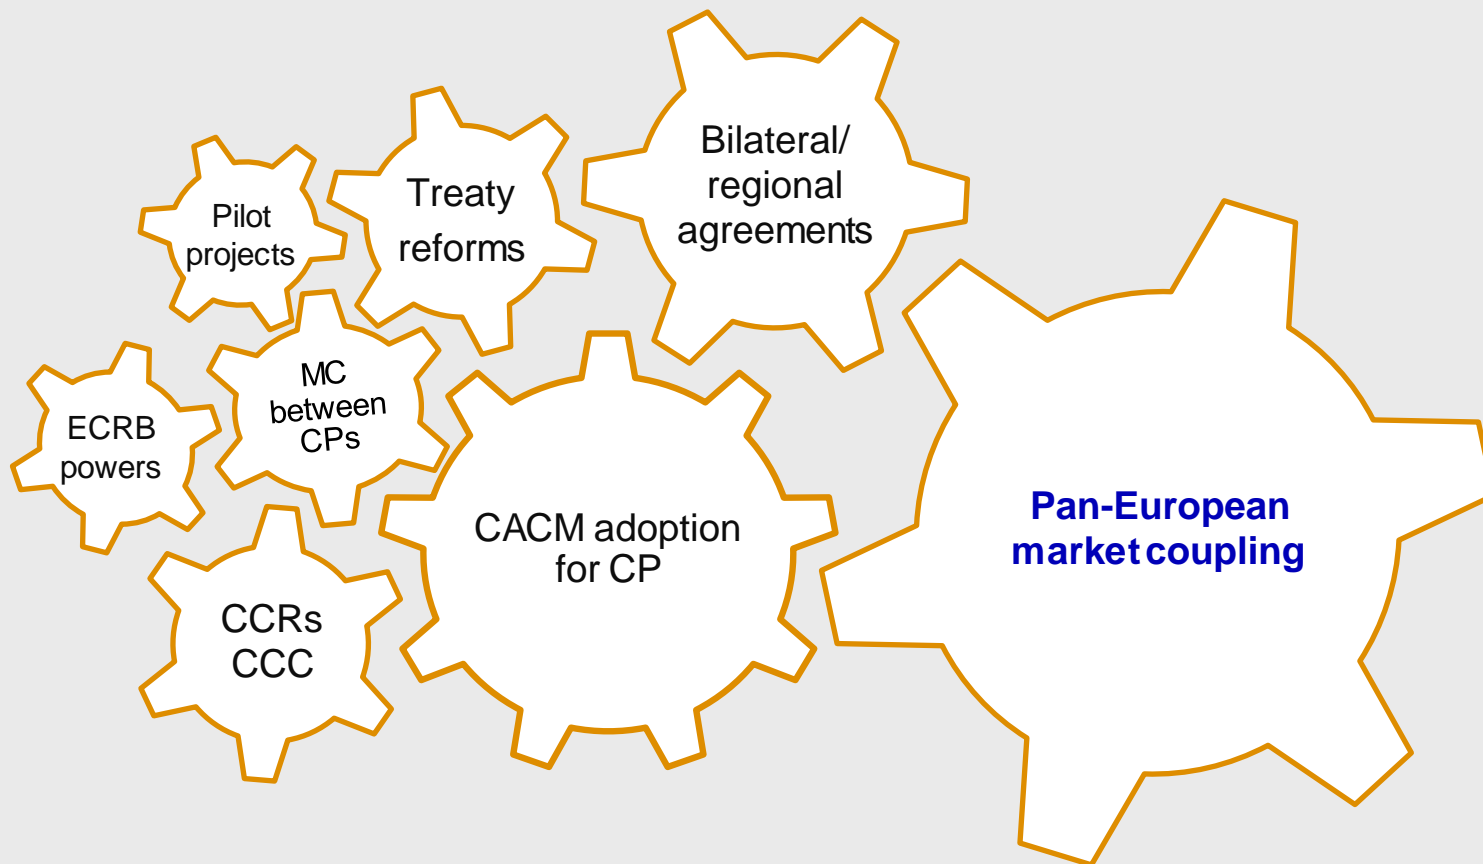 Bilateral/
regional
agreements
Treaty
reforms
Pilot
projects
MC
between
CPs
ECRB
powers
CACM adoption
for CP
Pan-European
market coupling
CCRs
CCC